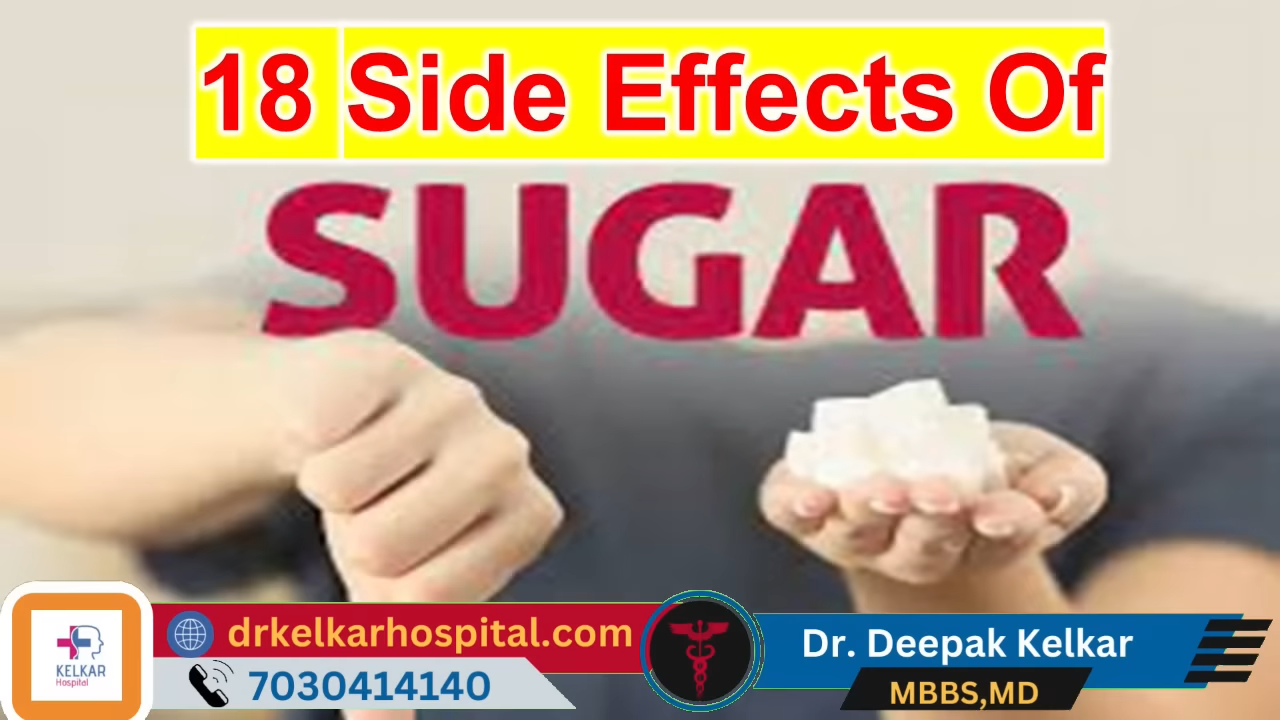 18 Side Effects Of
SUGAR
KELKAR
Hospital
drkelkarhospital.com
7030414140
Dr. Deepak Kelkar
MBBS,MD